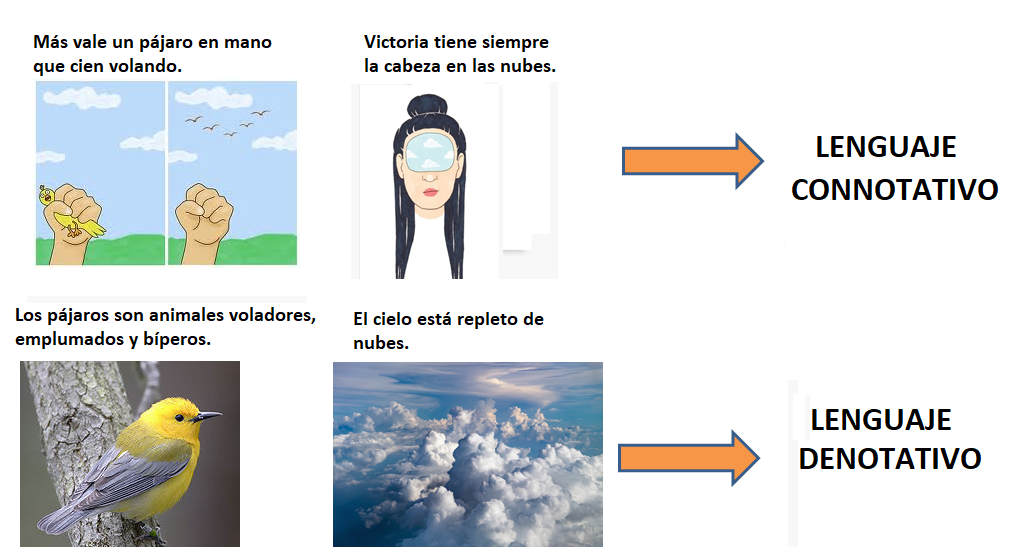 Más vale un pájaro en mano
que cien volando.
Victoria tiene siempre
la cabeza en las nubes.
LENGUAJE
CONNOTATIVO
Los pájaros son animales voladores,
emplumados y bíperos.
El cielo está repleto de
nubes.
LENGUAJE
DENOTATIVO